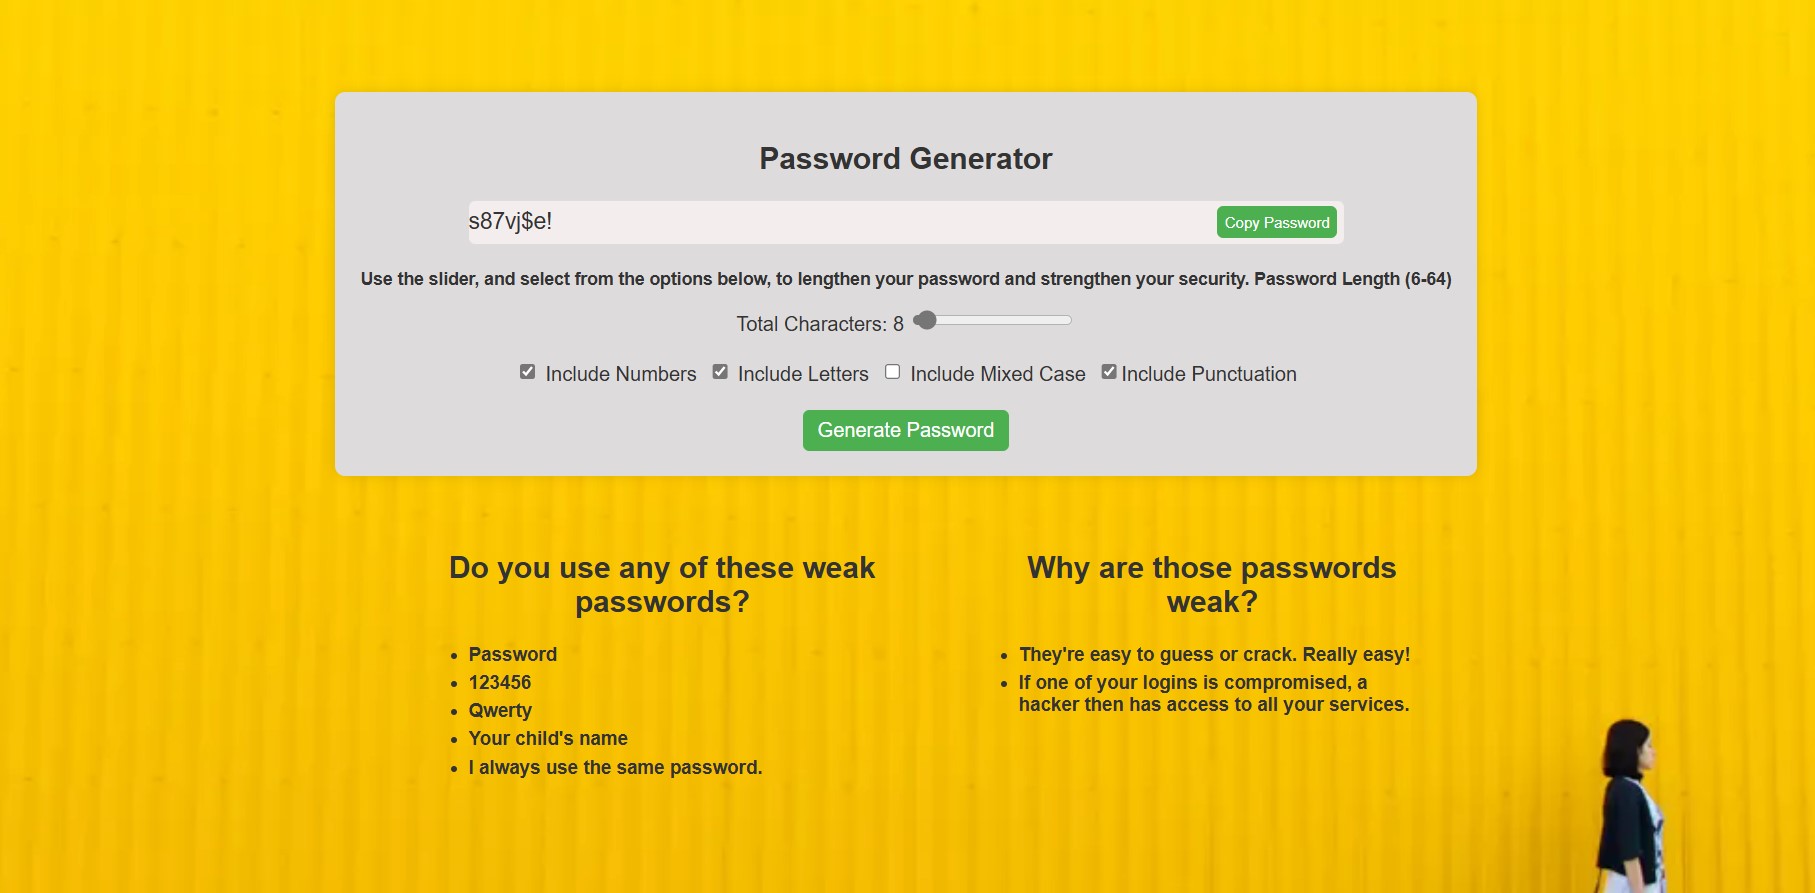 Password Generator
s87vj$e!
Copy Password
Use the slider, and select from the options below, to lengthen your password and strengthen your security. Password Length (6-64)
Total Characters: 8
Include Numbers Include Letters Include Mixed Case Include Punctuation
Generate Password
Do you use any of these weak
passwords?
• Password
• 123456
• Qwerty
• Your child's name
• I always use the same password.
Why are those passwords
weak?
• They're easy to guess or crack. Really easy!
• If one of your logins is compromised, a
hacker then has access to all your services.